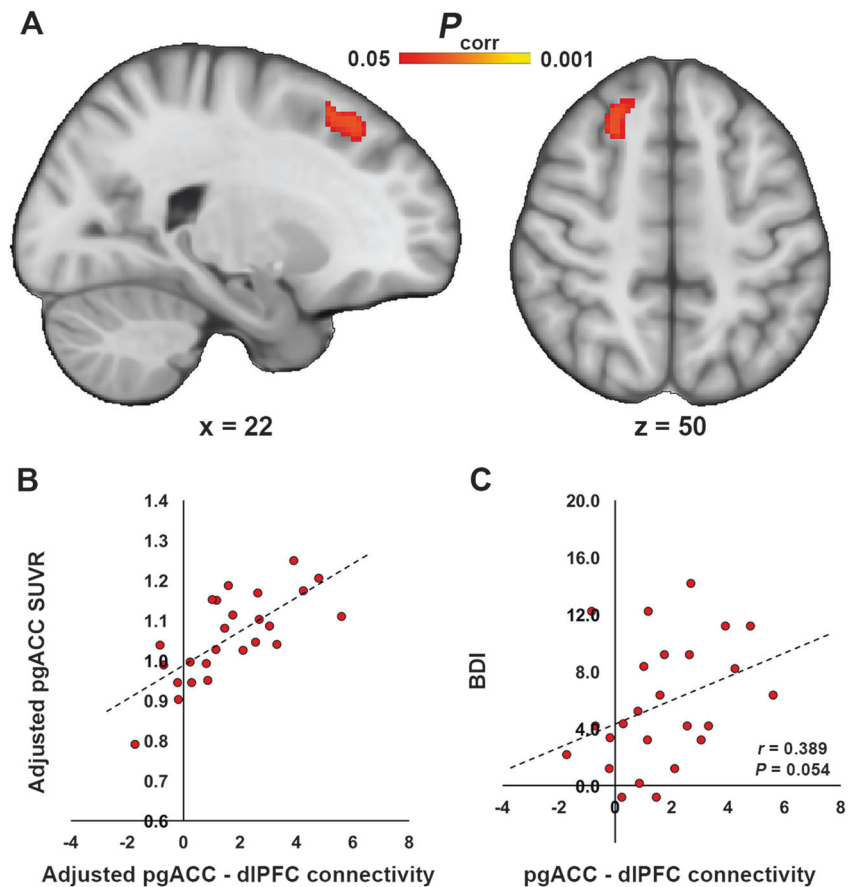 A
P corr
0.05 0.001
x = 22
z = 50
B
1.4
1.3
1.2
1.1
1.0
0.9
0.8
0.7
0.6
Adjusted pgACC SUVR
-4 -2 0 2 4 6 8
Adjusted pgACC - dlPFC connectivity
C
20.0
16.0
12.0
8.0
4.0
0.0
BDI
r = 0.389
P = 0.054
-4 -2 0 2 4 6 8
pgACC - dlPFC connectivity